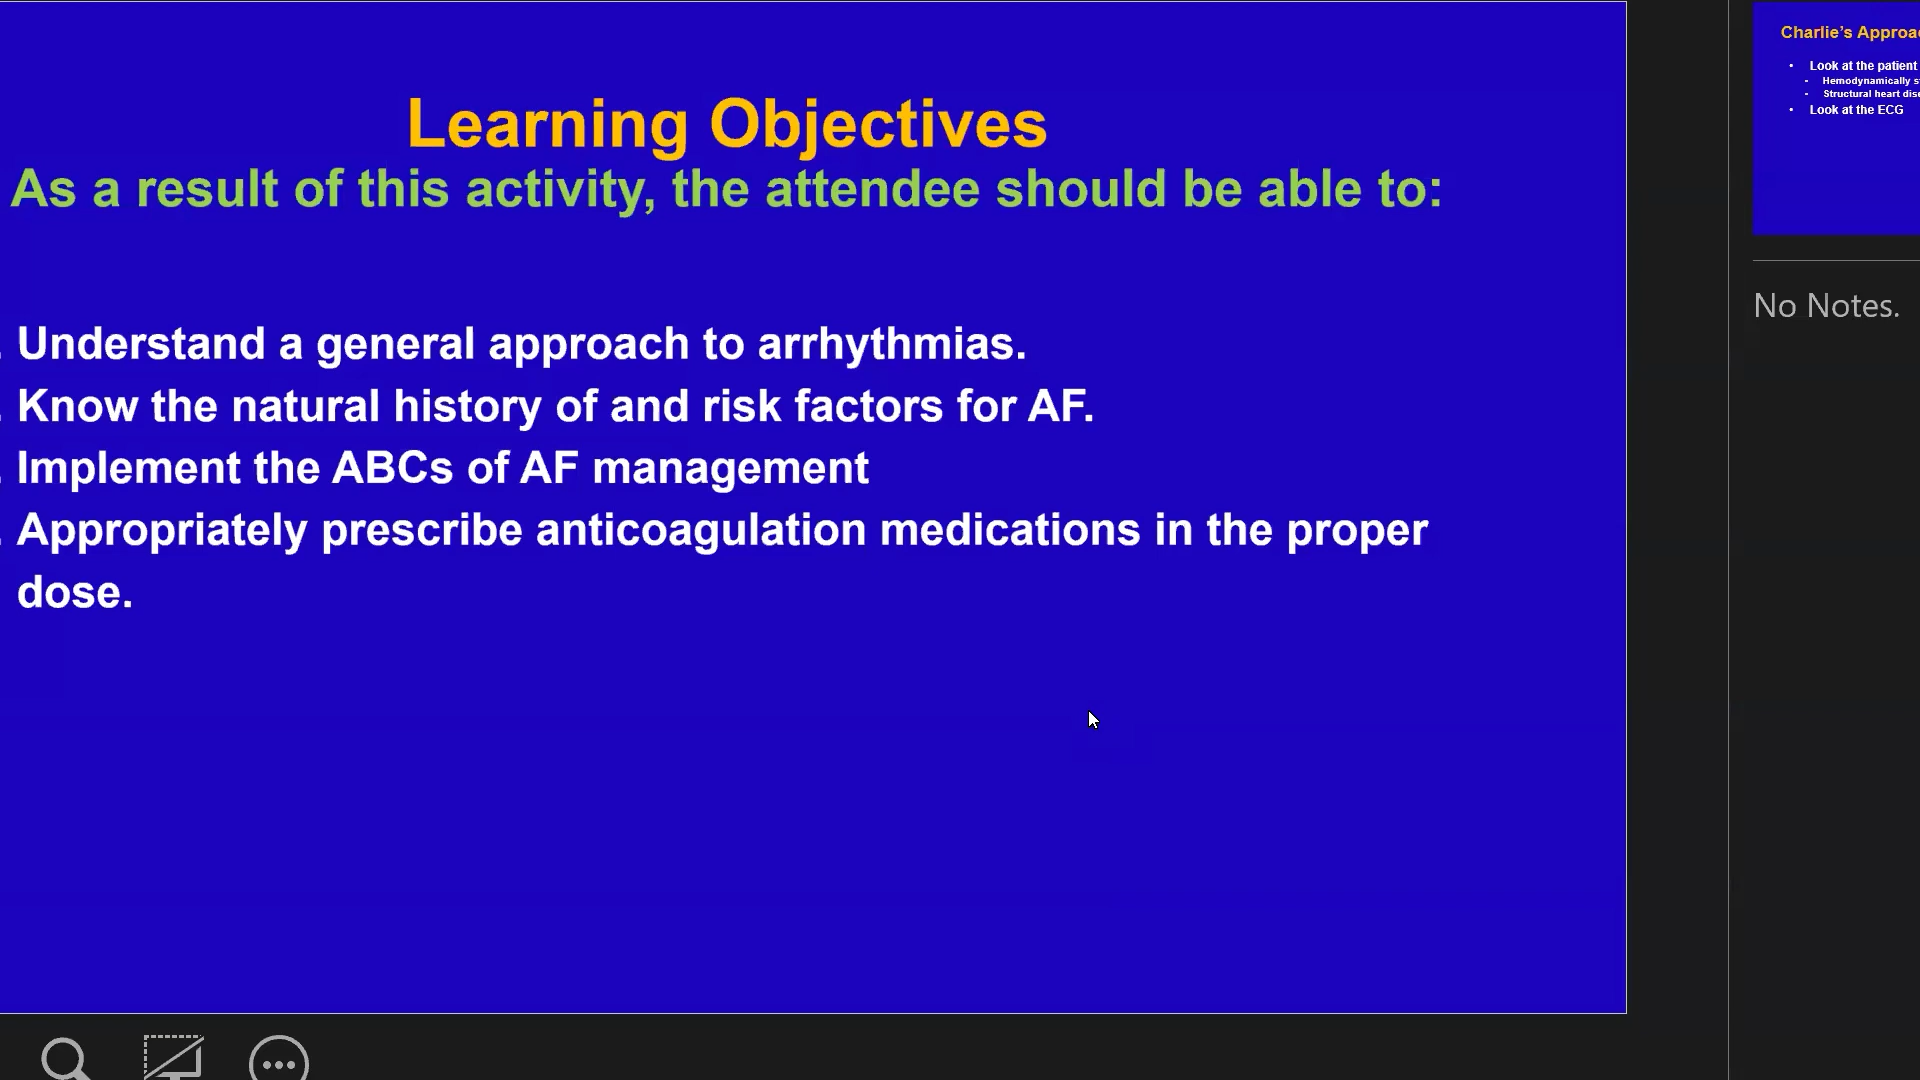 Learning Objectives
As a result of this activity, the attendee should be able to:
. Understand a general approach to arrhythmias.
. Know the natural history of and risk factors for AF.
. Implement the ABCs of AF management
. Appropriately prescribe anticoagulation medications in the proper
dose.
Charlie's
• Look at the patient
• Hemodynamically
• Structural heart
• Look at the ECG
No Notes.